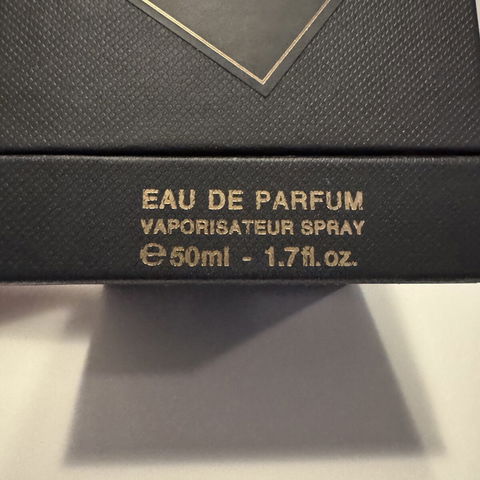 EAU DE PARFUM
VAPORISATEUR SPRAY
℮50ml - 1.7fl.oz.